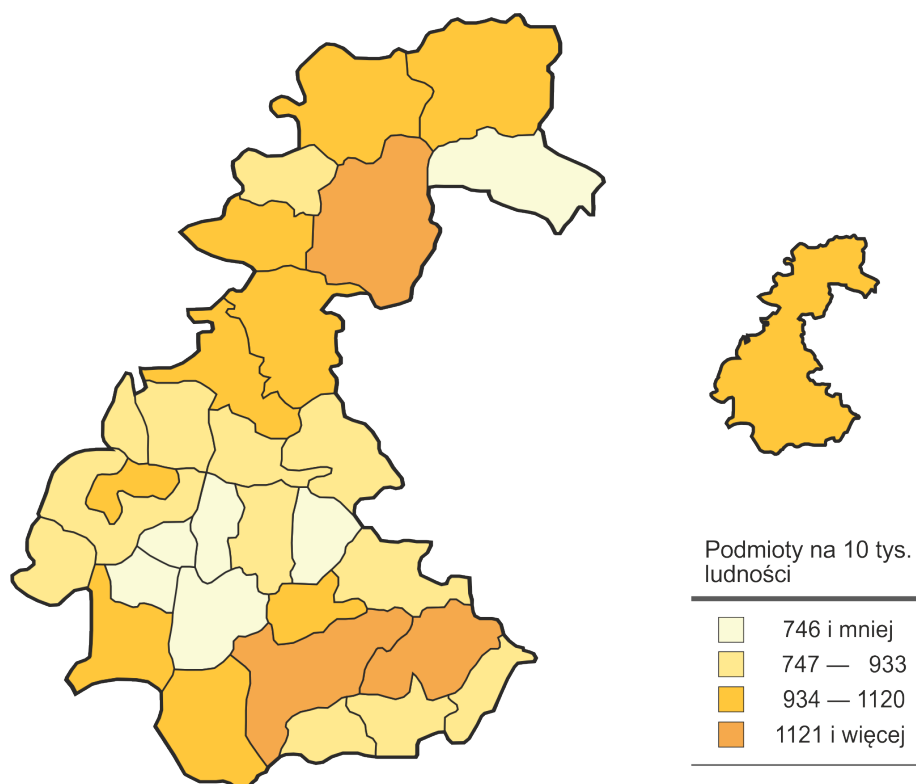 Podmioty na 10 tys.
ludności
746 i mniej
747 — 933
934 — 1120
1121 i więcej